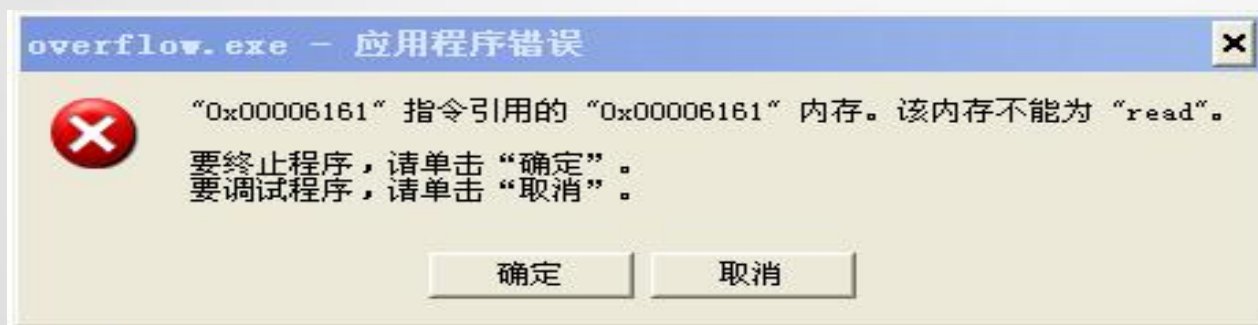 overflow.exe - 应用程序错误
"0x00006161" 指令引用的 "0x00006161" 内存。该内存不能为 "read"。
要终止程序，请单击“确定”。
要调试程序，请单击“取消”。
确定 取消